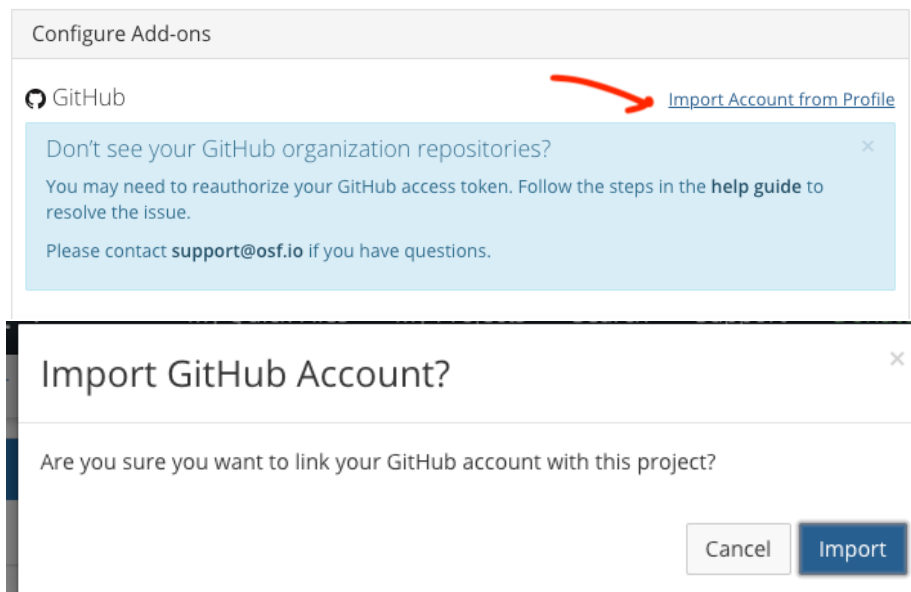 Configure Add-ons
GitHub
Import Account from Profile
Don't see your GitHub organization repositories?
×
You may need to reauthorize your GitHub access token. Follow the steps in the help guide to
resolve the issue.
Please contact support@osf.io if you have questions.
Import GitHub Account?
×
Are you sure you want to link your GitHub account with this project?
Cancel
Import